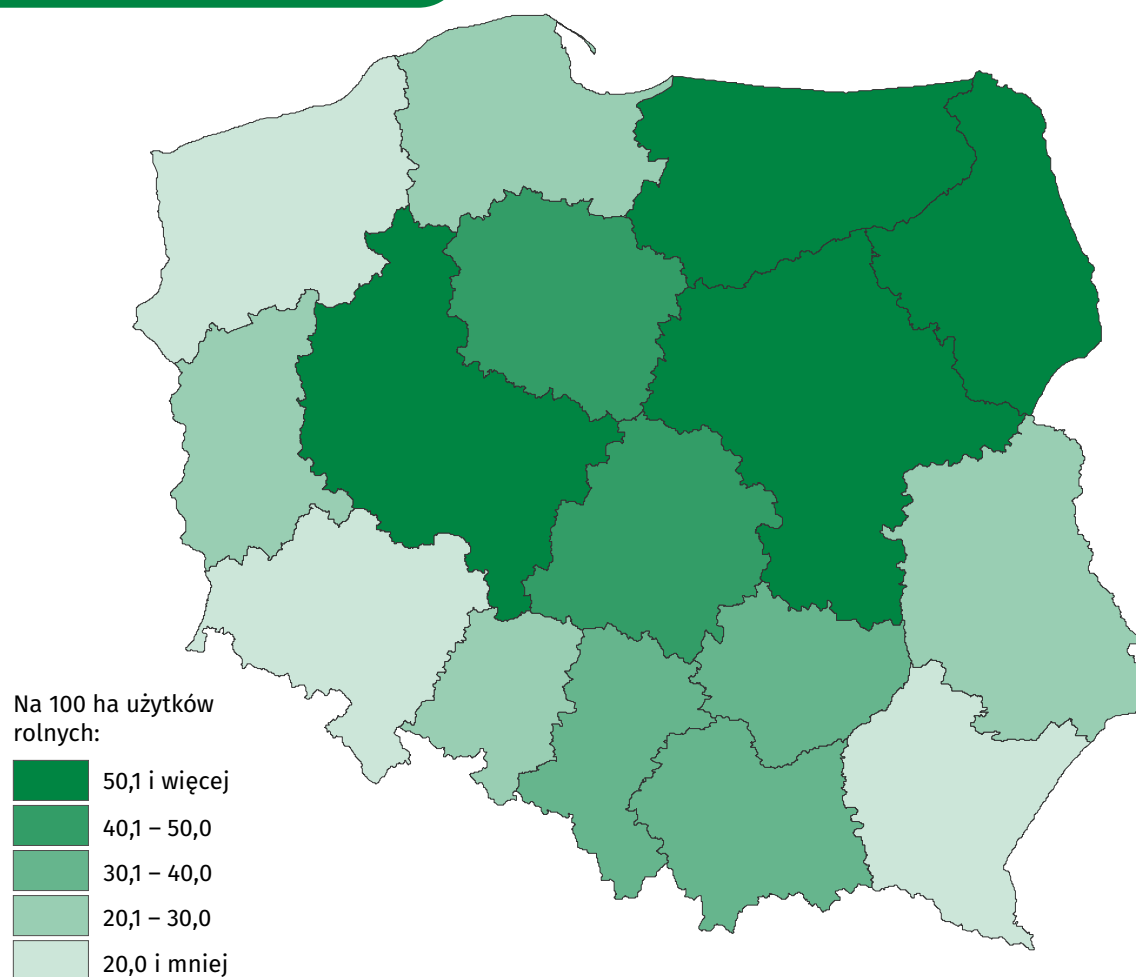 Na 100 ha użytków
rolnych:
50,1 i więcej
40,1 – 50,0
30,1 – 40,0
20,1 – 30,0
20,0 i mniej